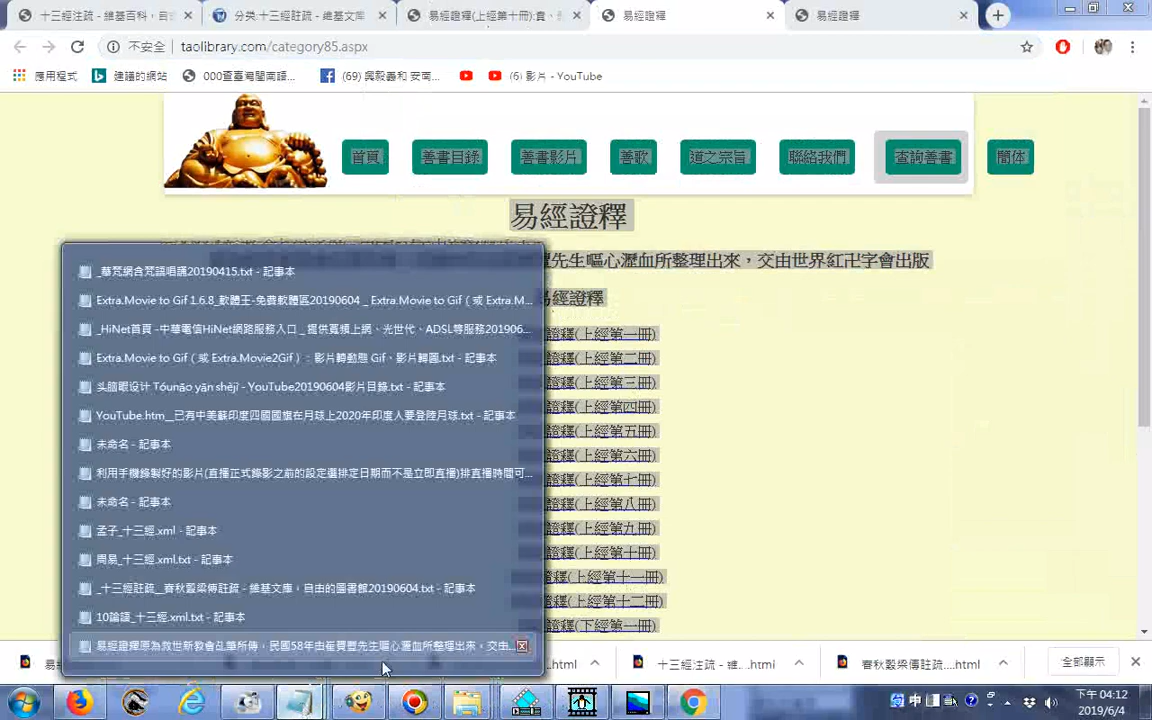 十三經注疏 - 維基百科，自
分类:十三經註疏 - 維基文庫
易經證釋(上經第十冊):賁、
易經證釋
易經證釋
不安全 taolibrary.com/category85.aspx
應用程式
建議的網站
000查臺灣閩南語...
(69) 吳毅叢和 安南...
(6) 影片 - YouTube
首頁 善書目錄 善書影片 善歌 道之宗旨 聯絡我們 查詢善書 簡体
易經證釋
先生嘔心瀝血所整理出來，交由世界紅卍字會出版
易經證釋
證釋(上經第一冊)
證釋(上經第二冊)
證釋(上經第三冊)
證釋(上經第四冊)
證釋(上經第五冊)
證釋(上經第六冊)
證釋(上經第七冊)
證釋(上經第八冊)
證釋(上經第九冊)
證釋(上經第十冊)
證釋(上經第十一冊)
證釋(上經第十二冊)
證釋(下經第一冊)
_華梵網含梵語唱誦20190415.txt - 記事本
Extra.Movie to Gif 1.6.8_軟體王-免費軟體區20190604 _ Extra.Movie to Gif（或 Extra.M...
_HiNet首頁 -中華電信HiNet網路服務入口 _ 提供寬頻上網、光世代、ADSL等服務201906...
Extra.Movie to Gif（或 Extra.Movie2Gif）：影片轉動態 Gif、影片歸圖.txt - 記事本
头脑眼设计 Tóunǎo yǎn shèjì - YouTube20190604影片目錄.txt - 記事本
YouTube.htm__已有中美蘇印度四國國旗在月球上2020年印度人要登陸月球.txt - 記事本
未命名 - 記事本
利用手機錄製好的影片(直播正式錄影之前的設定選排定日期而不是立即直播)排直播時間可...
未命名 - 記事本
孟子_十三經.xml - 記事本
周易_十三經.xml.txt - 記事本
_十三經註疏__春秋穀梁傳註疏 - 維基文庫，自由的圖書館20190604.txt - 記事本
10論語_十三經.xml.txt - 記事本
易經證釋原為救世新教會乩筆所傳，民國58年由崔寶豐先生嘔心瀝血所整理出來，交由...
.html
十三經注疏 - 維....html
春秋穀梁傳註疏....html
全部顯示
中
下午 04:12
2019/6/4